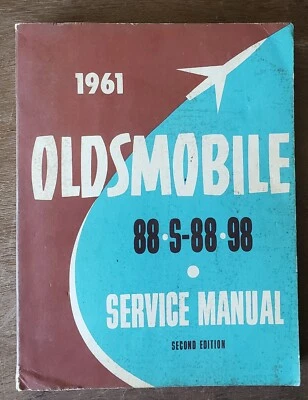 1961
OLDSMOBILE
88•S-88•98
SERVICE MANUAL
SECOND EDITION